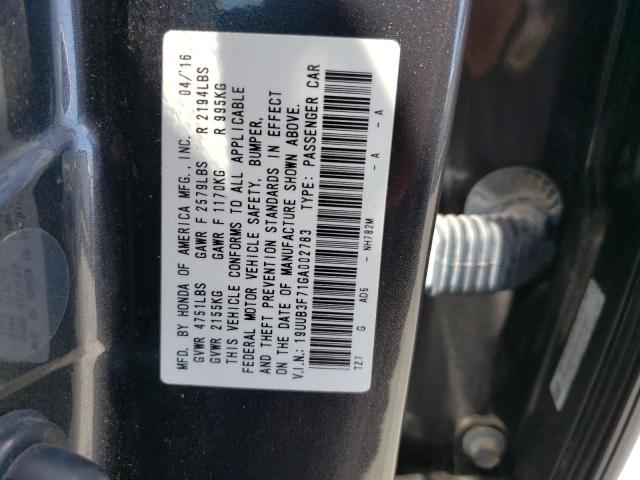 MFD. BY HONDA OF AMERICA MFG., INC. 04/'16
GVWR 4751LBS GAWR F 2579LBS R 2194LBS
GVWR 2155KG GAWR F 1170KG R 995KG
THIS VEHICLE CONFORMS TO ALL APPLICABLE
FEDERAL MOTOR VEHICLE SAFETY, BUMPER,
AND THEFT PREVENTION STANDARDS IN EFFECT
ON THE DATE OF MANUFACTURE SHOWN ABOVE.
V.I.N.: 19UUB3F71GA002783 TYPE: PASSENGER CAR
TZ7 G AD6 - NH782M - A - A